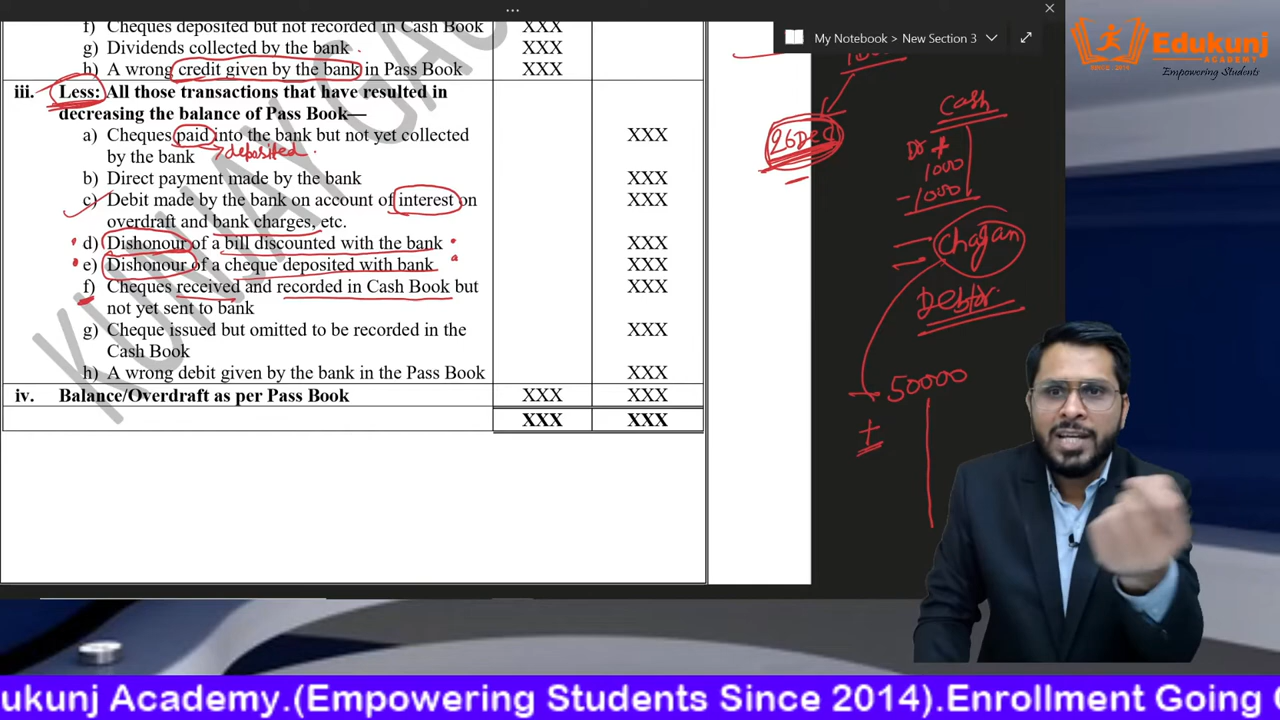 ...
f) Cheques deposited but not recorded in Cash Book XXX
g) Dividends collected by the bank XXX
h) A wrong credit given by the bank in Pass Book XXX
iii. Less: All those transactions that have resulted in
decreasing the balance of Pass Book—
a) Cheques paid into the bank but not yet collected XXX
deposited
by the bank
b) Direct payment made by the bank XXX
c) Debit made by the bank on account of interest on XXX
overdraft and bank charges, etc.
d) Dishonour of a bill discounted with the bank XXX
e) Dishonour of a cheque deposited with bank XXX
f) Cheques received and recorded in Cash Book but XXX
not yet sent to bank
g) Cheque issued but omitted to be recorded in the XXX
Cash Book
h) A wrong debit given by the bank in the Pass Book XXX
iv. Balance/Overdraft as per Pass Book XXX XXX
XXX XXX
My Notebook > New Section 3
26 Dec
Cash
Dr +
1000
-1000
Chagan
Debtor
50000
+
Edukunj
ACADEMY
SINCE - 2014
Empowering Students
ukunj Academy.(Empowering Students Since 2014).Enrollment Going